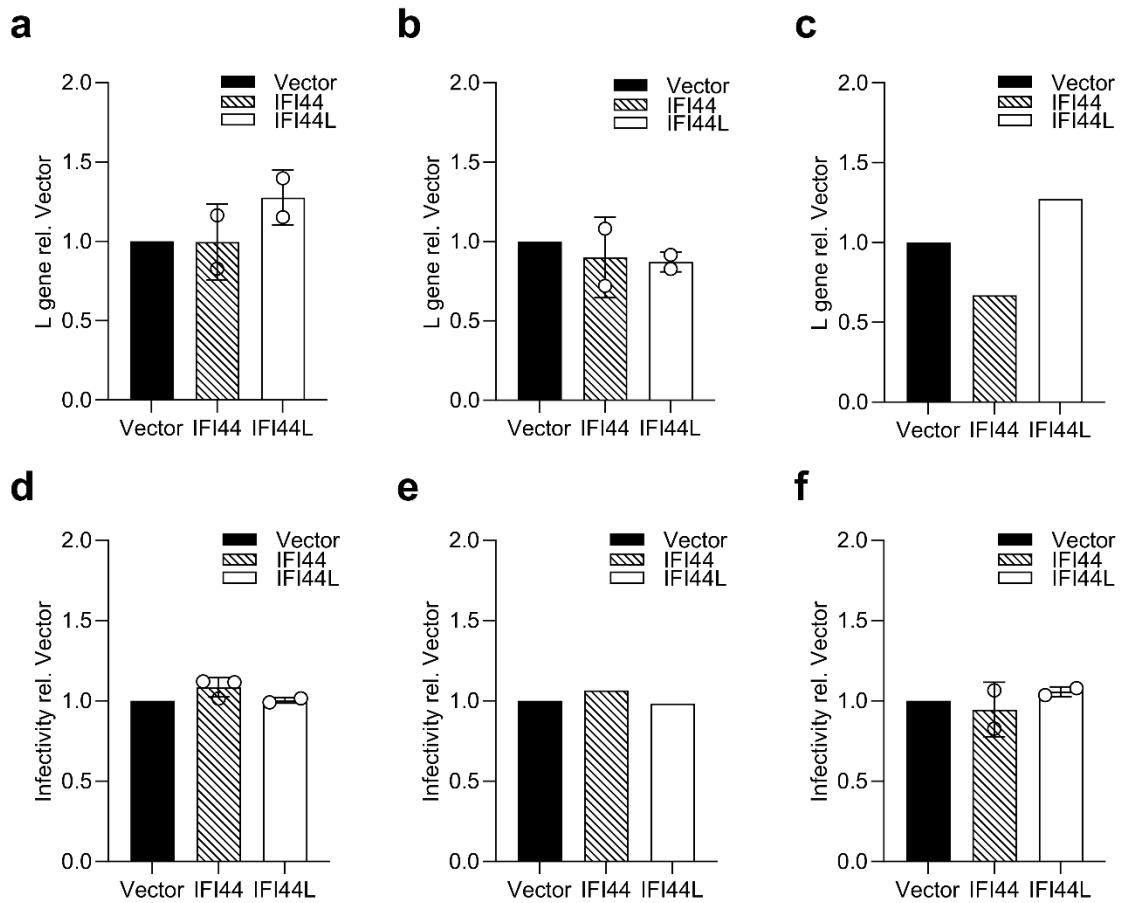 a
Vector
IFI44
IFI44L
L gene rel. Vector
2.0
1.5
1.0
0.5
0.0
Vector IFI44 IFI44L
b
Vector
IFI44
IFI44L
L gene rel. Vector
2.0
1.5
1.0
0.5
0.0
Vector IFI44 IFI44L
c
Vector
IFI44
IFI44L
L gene rel. Vector
2.0
1.5
1.0
0.5
0.0
Vector IFI44 IFI44L
d
Vector
IFI44
IFI44L
Infectivity rel. Vector
2.0
1.5
1.0
0.5
0.0
Vector IFI44 IFI44L
e
Vector
IFI44
IFI44L
Infectivity rel. Vector
2.0
1.5
1.0
0.5
0.0
Vector IFI44 IFI44L
f
Vector
IFI44
IFI44L
Infectivity rel. Vector
2.0
1.5
1.0
0.5
0.0
Vector IFI44 IFI44L